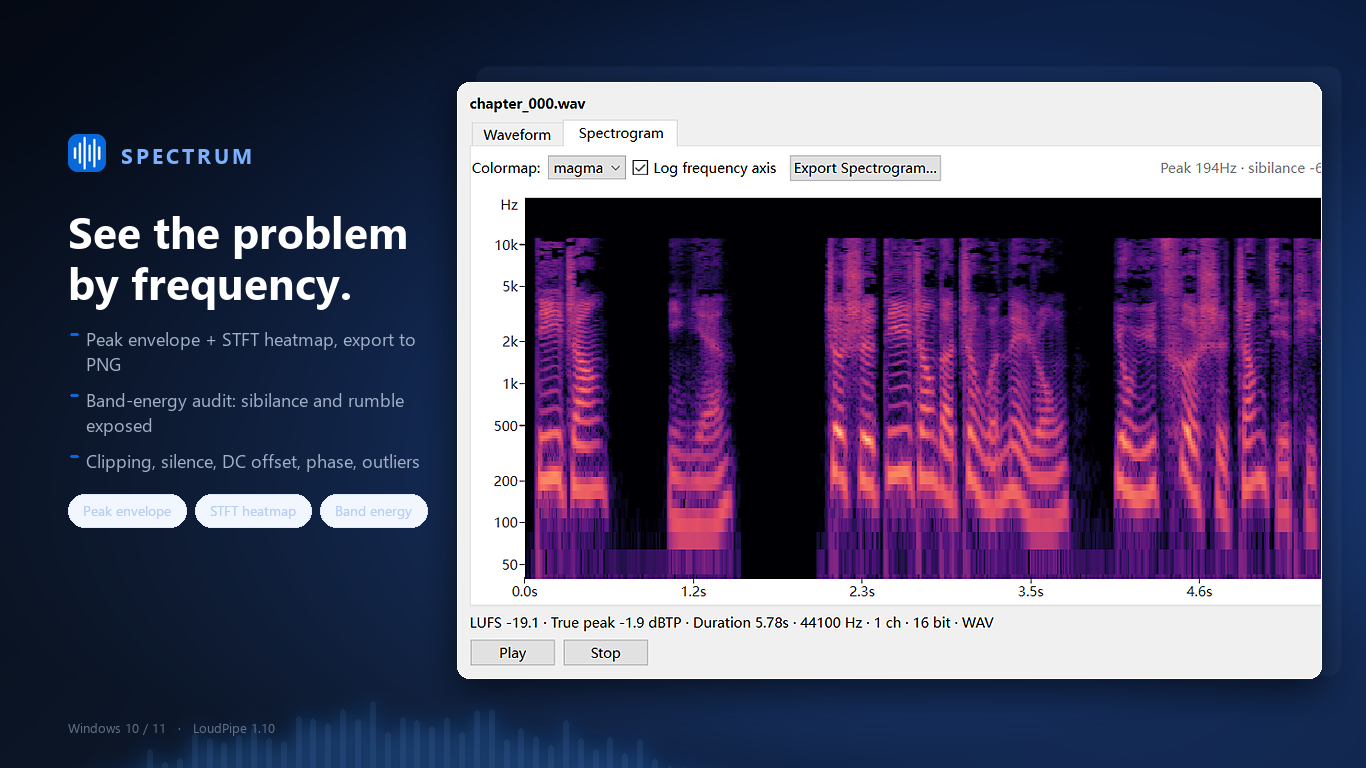 SPECTRUM
See the problem
by frequency.
Peak envelope + STFT heatmap, export to
PNG
Band-energy audit: sibilance and rumble
exposed
Clipping, silence, DC offset, phase, outliers
Peak envelope STFT heatmap Band energy
Windows 10 / 11 · LoudPipe 1.10
chapter_000.wav
Waveform Spectrogram
Colormap: magma Log frequency axis Export Spectrogram... Peak 194Hz · sibilance -6
Hz
10k
5k
2k
1k
500
200
100
50
0.0s 1.2s 2.3s 3.5s 4.6s
LUFS -19.1 · True peak -1.9 dBTP · Duration 5.78s · 44100 Hz · 1 ch · 16 bit · WAV
Play Stop